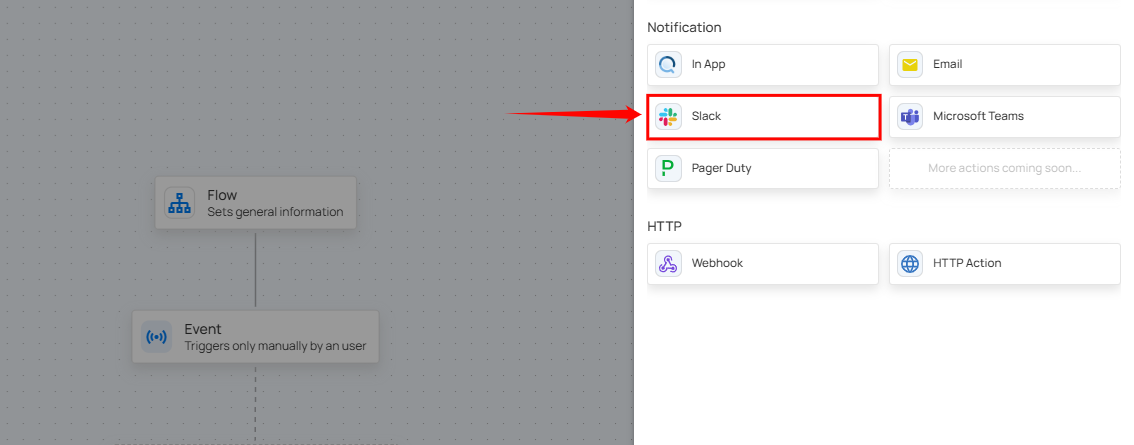 Notification
In App
Email
Slack
Microsoft Teams
Pager Duty
More actions coming soon...
HTTP
Webhook
HTTP Action
Flow
Sets general information
Event
Triggers only manually by an user